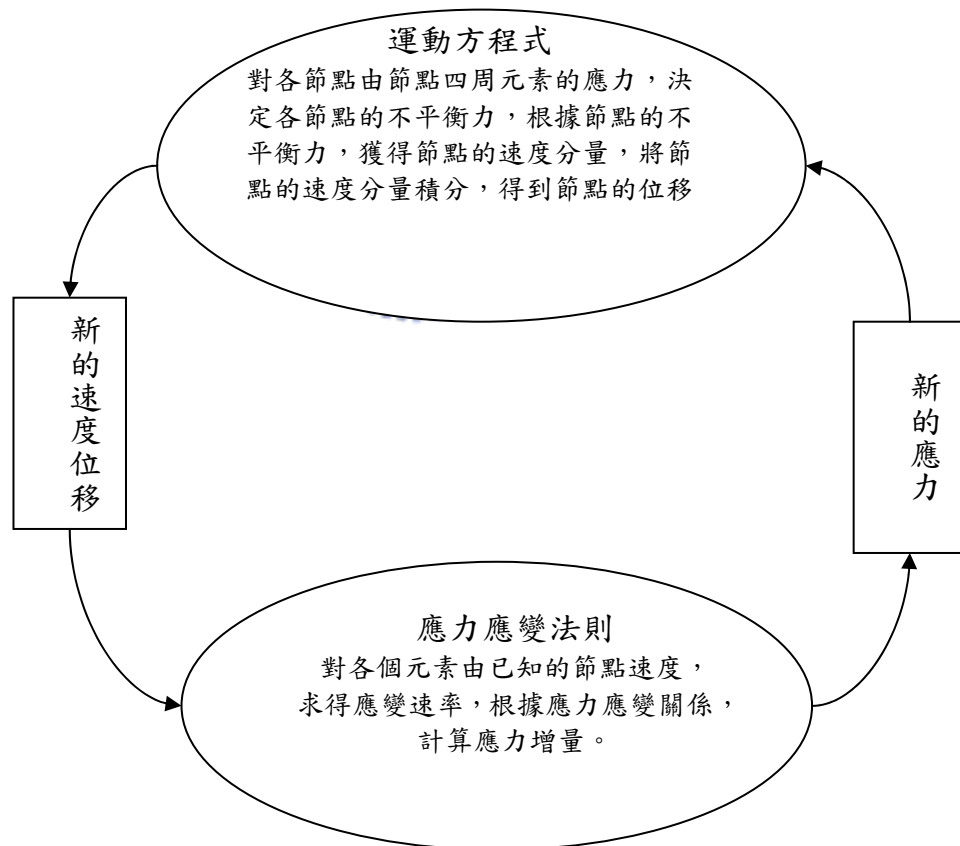 運動方程式
對各節點由節點四周元素的應力，決
定各節點的不平衡力，根據節點的不
平衡力，獲得節點的速度分量，將節
點的速度分量積分，得到節點的位移
新的速度位移
新的應力
應力應變法則
對各個元素由已知的節點速度，
求得應變速率，根據應力應變關係，
計算應力增量。